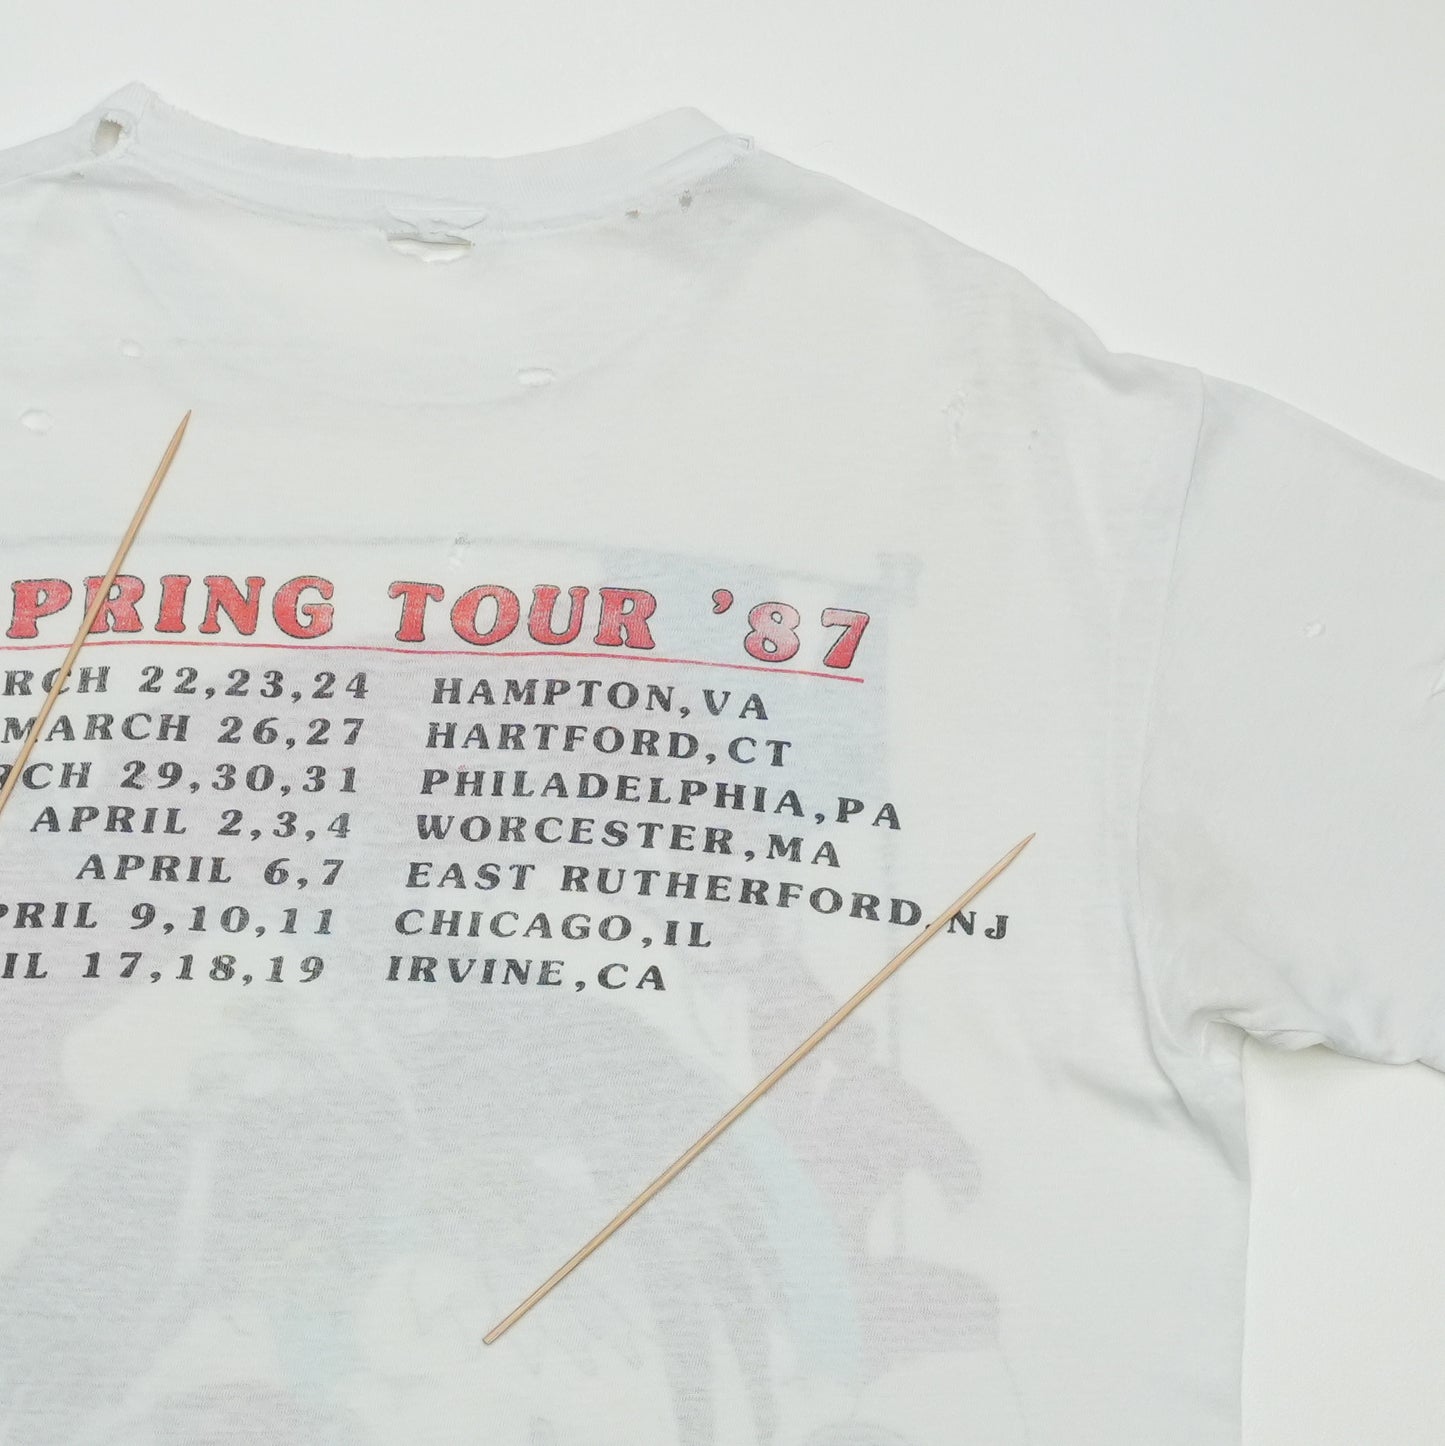 PRING TOUR '87
RCH 22,23,24 HAMPTON,VA
MARCH 26,27 HARTFORD,CT
RCH 29,30,31 PHILADELPHIA,PA
APRIL 2,3,4 WORCESTER,MA
APRIL 6,7 EAST RUTHERFORD,NJ
PRIL 9,10,11 CHICAGO,IL
IL 17,18,19 IRVINE,CA